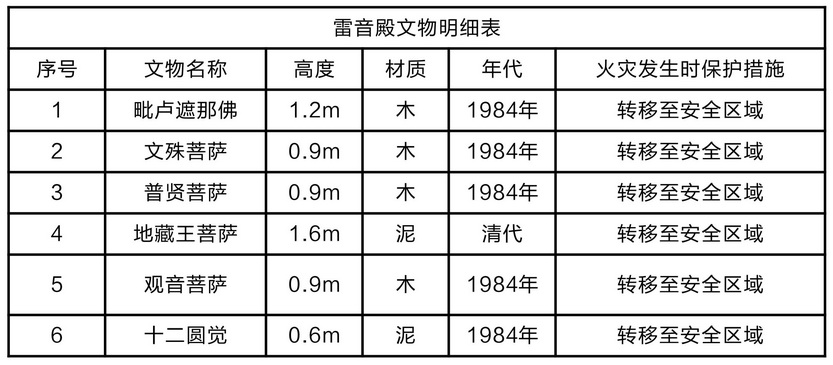 雷音殿文物明细表
序号 文物名称 高度 材质 年代 火灾发生时保护措施
1 毗卢遮那佛 1.2m 木 1984年 转移至安全区域
2 文殊菩萨 0.9m 木 1984年 转移至安全区域
3 普贤菩萨 0.9m 木 1984年 转移至安全区域
4 地藏王菩萨 1.6m 泥 清代 转移至安全区域
5 观音菩萨 0.9m 木 1984年 转移至安全区域
6 十二圆觉 0.6m 泥 1984年 转移至安全区域